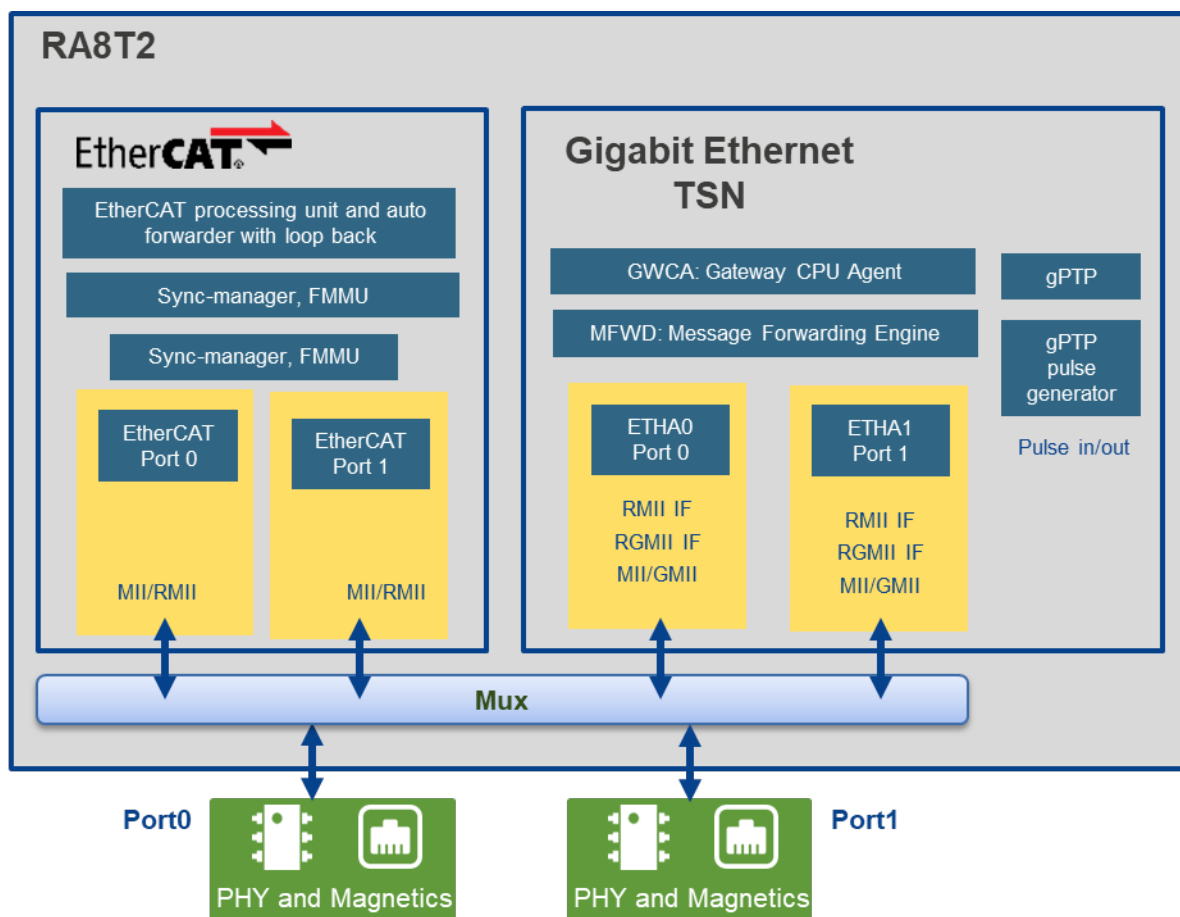 RA8T2
EtherCAT®
EtherCAT processing unit and auto
forwarder with loop back
Sync-manager, FMMU
Sync-manager, FMMU
EtherCAT
Port 0
MII/RMII
EtherCAT
Port 1
MII/RMII
Gigabit Ethernet
TSN
GWCA: Gateway CPU Agent
MFWD: Message Forwarding Engine
gPTP
gPTP
pulse
generator
Pulse in/out
ETHA0
Port 0
RMII IF
RGMII IF
MII/GMII
ETHA1
Port 1
RMII IF
RGMII IF
MII/GMII
Mux
Port0
PHY and Magnetics
Port1
PHY and Magnetics